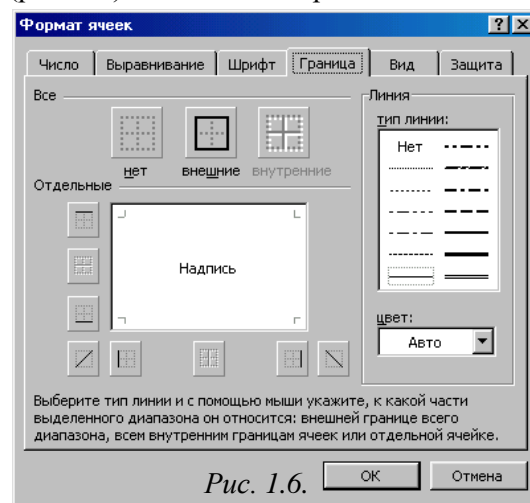 Формат ячеек
Число Выравнивание Шрифт Граница Вид Защита
Все
Линия
тип линии:
Нет
нет внешние внутренние
Отдельные
Надпись
цвет:
Авто
Выберите тип линии и с помощью мыши укажите, к какой части
выделенного диапазона он относится: внешней границе всего
диапазона, всем внутренним границам ячеек или отдельной ячейке.
Рис. 1.6.
ОК Отмена